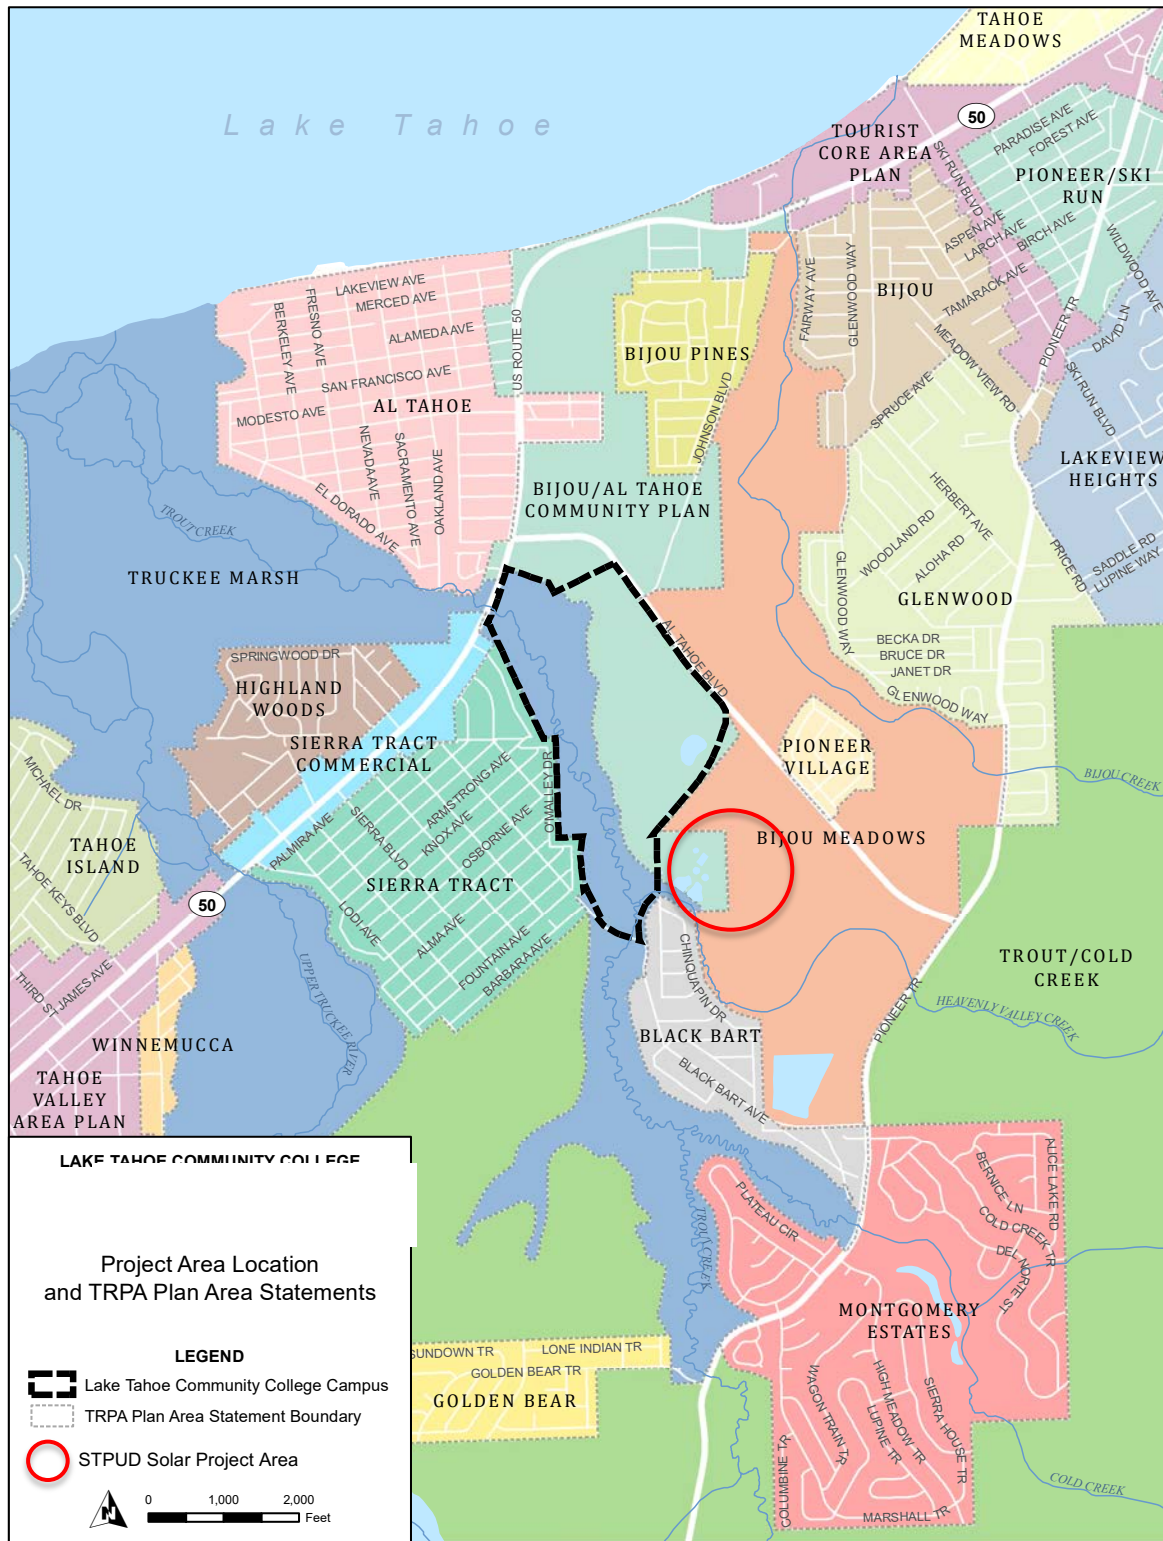 TAHOE
MEADOWS
Lake Tahoe
50
TOURIST
CORE AREA
PLAN
PARADISE AVE
FOREST AVE
PIONEER/SKI
RUN
SKI RUN BLVD
ASPEN AVE
LARCH AVE
BIRCH AVE
WILDWOOD AVE
TAMARACK AVE
BIJOU
FAIRWAY AVE
GLENWOOD WAY
PIONEER TR
DAVID LN
MEADOW VIEW RD
SKI RUN BLVD
SPRUCE AVE
LAKEVIEW AVE
MERCED AVE
FRESNO AVE
BERKELEY AVE
ALAMEDA AVE
US ROUTE 50
BIJOU PINES
SAN FRANCISCO AVE
MODESTO AVE
AL TAHOE
JOHNSON BLVD
NEVADA AVE
SACRAMENTO AVE
OAKLAND AVE
EL DORADO AVE
LAKEVIEW
HEIGHTS
BIJOU/AL TAHOE
COMMUNITY PLAN
HERBERT AVE
WOODLAND RD
ALOHA RD
PRICE RD
SADDLE RD
LUPINE WAY
GLENWOOD WAY
GLENWOOD
TROUT CREEK
TRUCKEE MARSH
AL TAHOE BLVD
BECKA DR
BRUCE DR
JANET DR
GLENWOOD WAY
SPRINGWOOD DR
HIGHLAND
WOODS
SIERRA TRACT
COMMERCIAL
PIONEER
VILLAGE
BIJOU CREEK
MICHAEL DR
O'MALLEY DR
ARMSTRONG AVE
KNOX AVE
OSBORNE AVE
SIERRA BLVD
PALMIRA AVE
BIJOU MEADOWS
TAHOE
ISLAND
TAHOE KEYS BLVD
SIERRA TRACT
50
LODI AVE
ALMA AVE
FOUNTAIN AVE
BARBARA AVE
CHINQUAPIN DR
TROUT/COLD
CREEK
THIRD ST
ST JAMES AVE
UPPER TRUCKEE RIVER
HEAVENLY VALLEY CREEK
PIONEER TR
WINNEMUCCA
BLACK BART
BLACK BART AVE
TAHOE
VALLEY
AREA PLAN
ALICE LAKE RD
BERNICE LN
PLATEAU CIR
COLD CREEK TR
DEL NORTE ST
TROUT CREEK
MONTGOMERY
ESTATES
SUNDOWN TR
LONE INDIAN TR
GOLDEN BEAR TR
GOLDEN BEAR
WAGON TRAIN TR
HIGH MEADOW TR
LUPINE TR
SIERRA HOUSE TR
COLUMBINE TR
COLD CREEK
MARSHALL TR
LAKE TAHOE COMMUNITY COLLEGE
Project Area Location
and TRPA Plan Area Statements
LEGEND
Lake Tahoe Community College Campus
TRPA Plan Area Statement Boundary
STPUD Solar Project Area
N
0 1,000 2,000
Feet